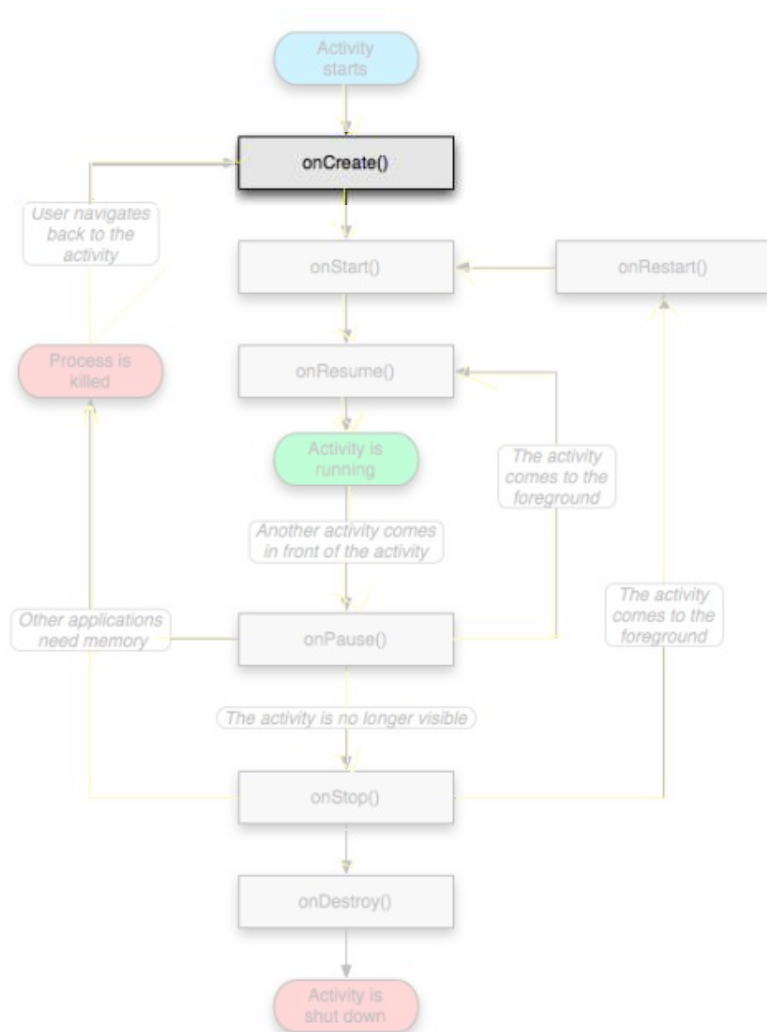 Activity
starts
onCreate()
User navigates
back to the
activity
onStart()
onRestart()
Process is
killed
onResume()
Activity is
running
The activity
comes to the
foreground
Another activity comes
in front of the activity
The activity
comes to the
foreground
Other applications
need memory
onPause()
The activity is no longer visible
onStop()
onDestroy()
Activity is
shut down